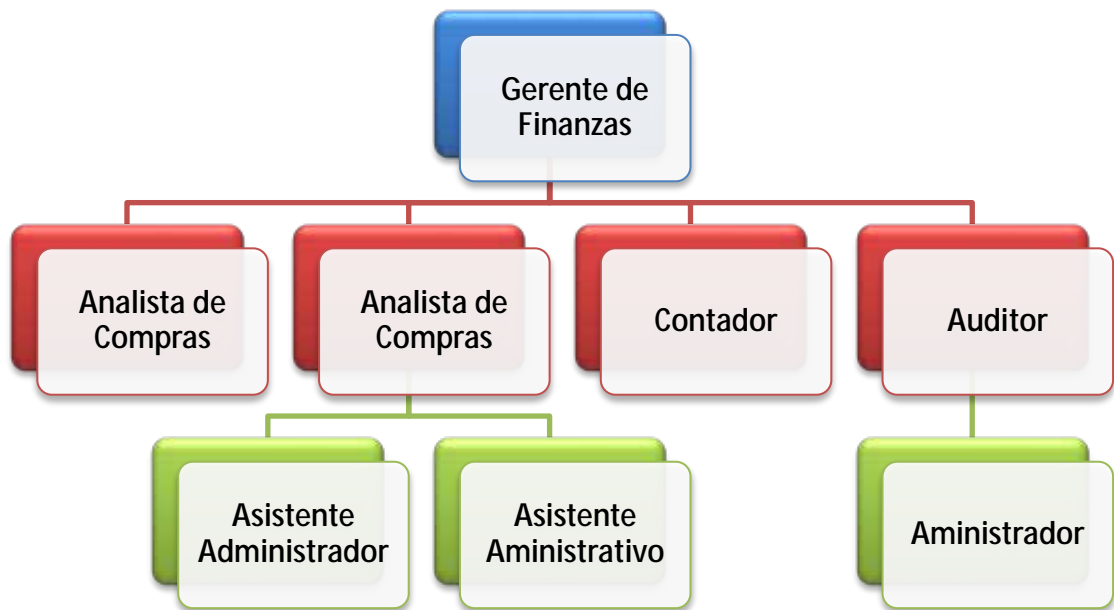 Gerente de
Finanzas
Analista de
Compras
Analista de
Compras
Contador
Auditor
Asistente
Administrador
Asistente
Aministrativo
Aministrador